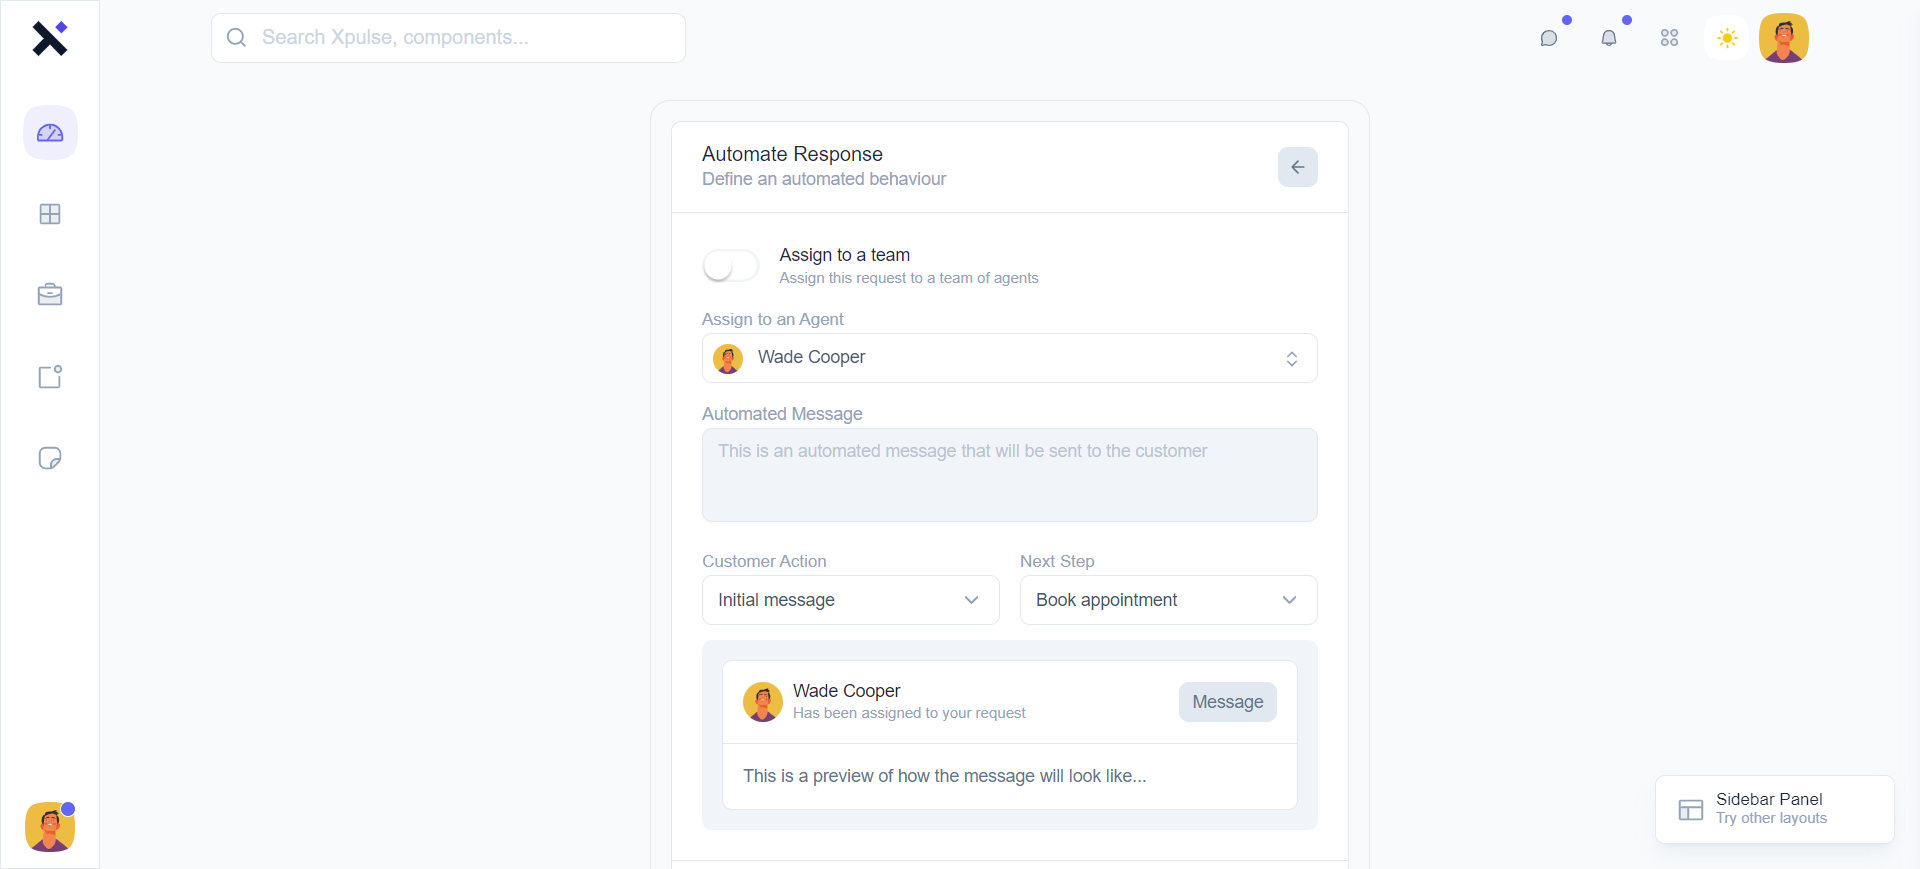 Search Xpulse, components...
Automate Response
Define an automated behaviour
Assign to a team
Assign this request to a team of agents
Assign to an Agent
Wade Cooper
Automated Message
This is an automated message that will be sent to the customer
Customer Action
Next Step
Initial message
Book appointment
Wade Cooper
Has been assigned to your request
Message
This is a preview of how the message will look like...
Sidebar Panel
Try other layouts